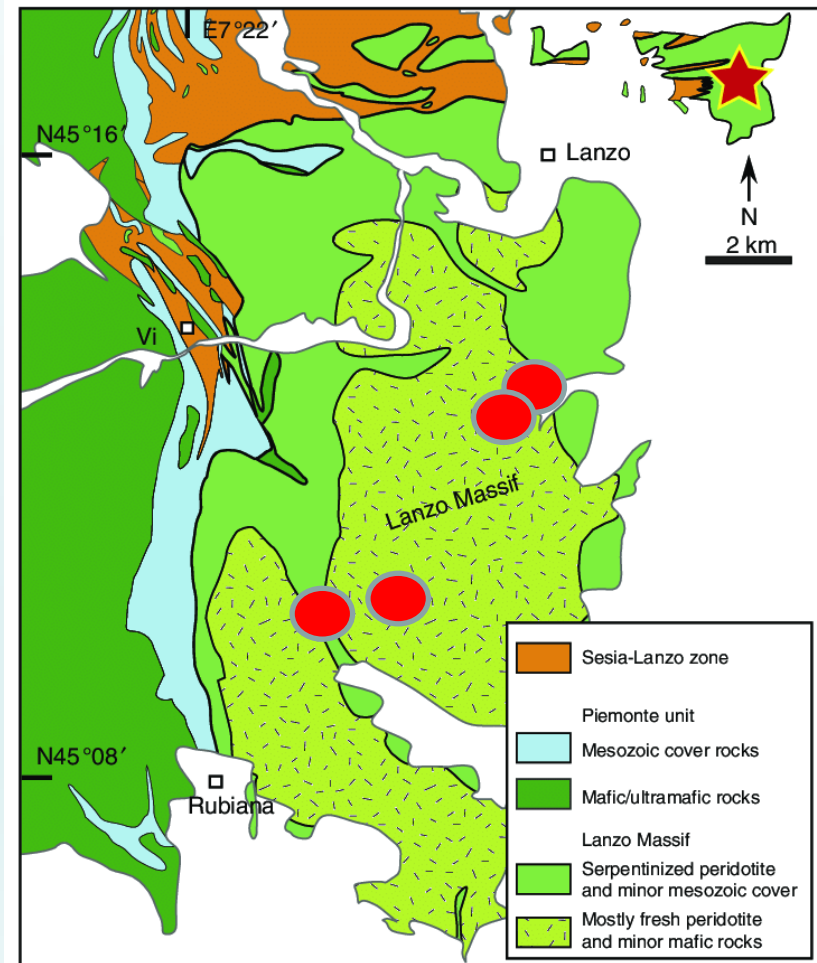 E7°22′
N45°16′
Lanzo
N
2 km
Vi
Lanzo Massif
N45°08′
Rubiana
Sesia-Lanzo zone
Piemonte unit
Mesozoic cover rocks
Mafic/ultramafic rocks
Lanzo Massif
Serpentinized peridotite
and minor mesozoic cover
Mostly fresh peridotite
and minor mafic rocks